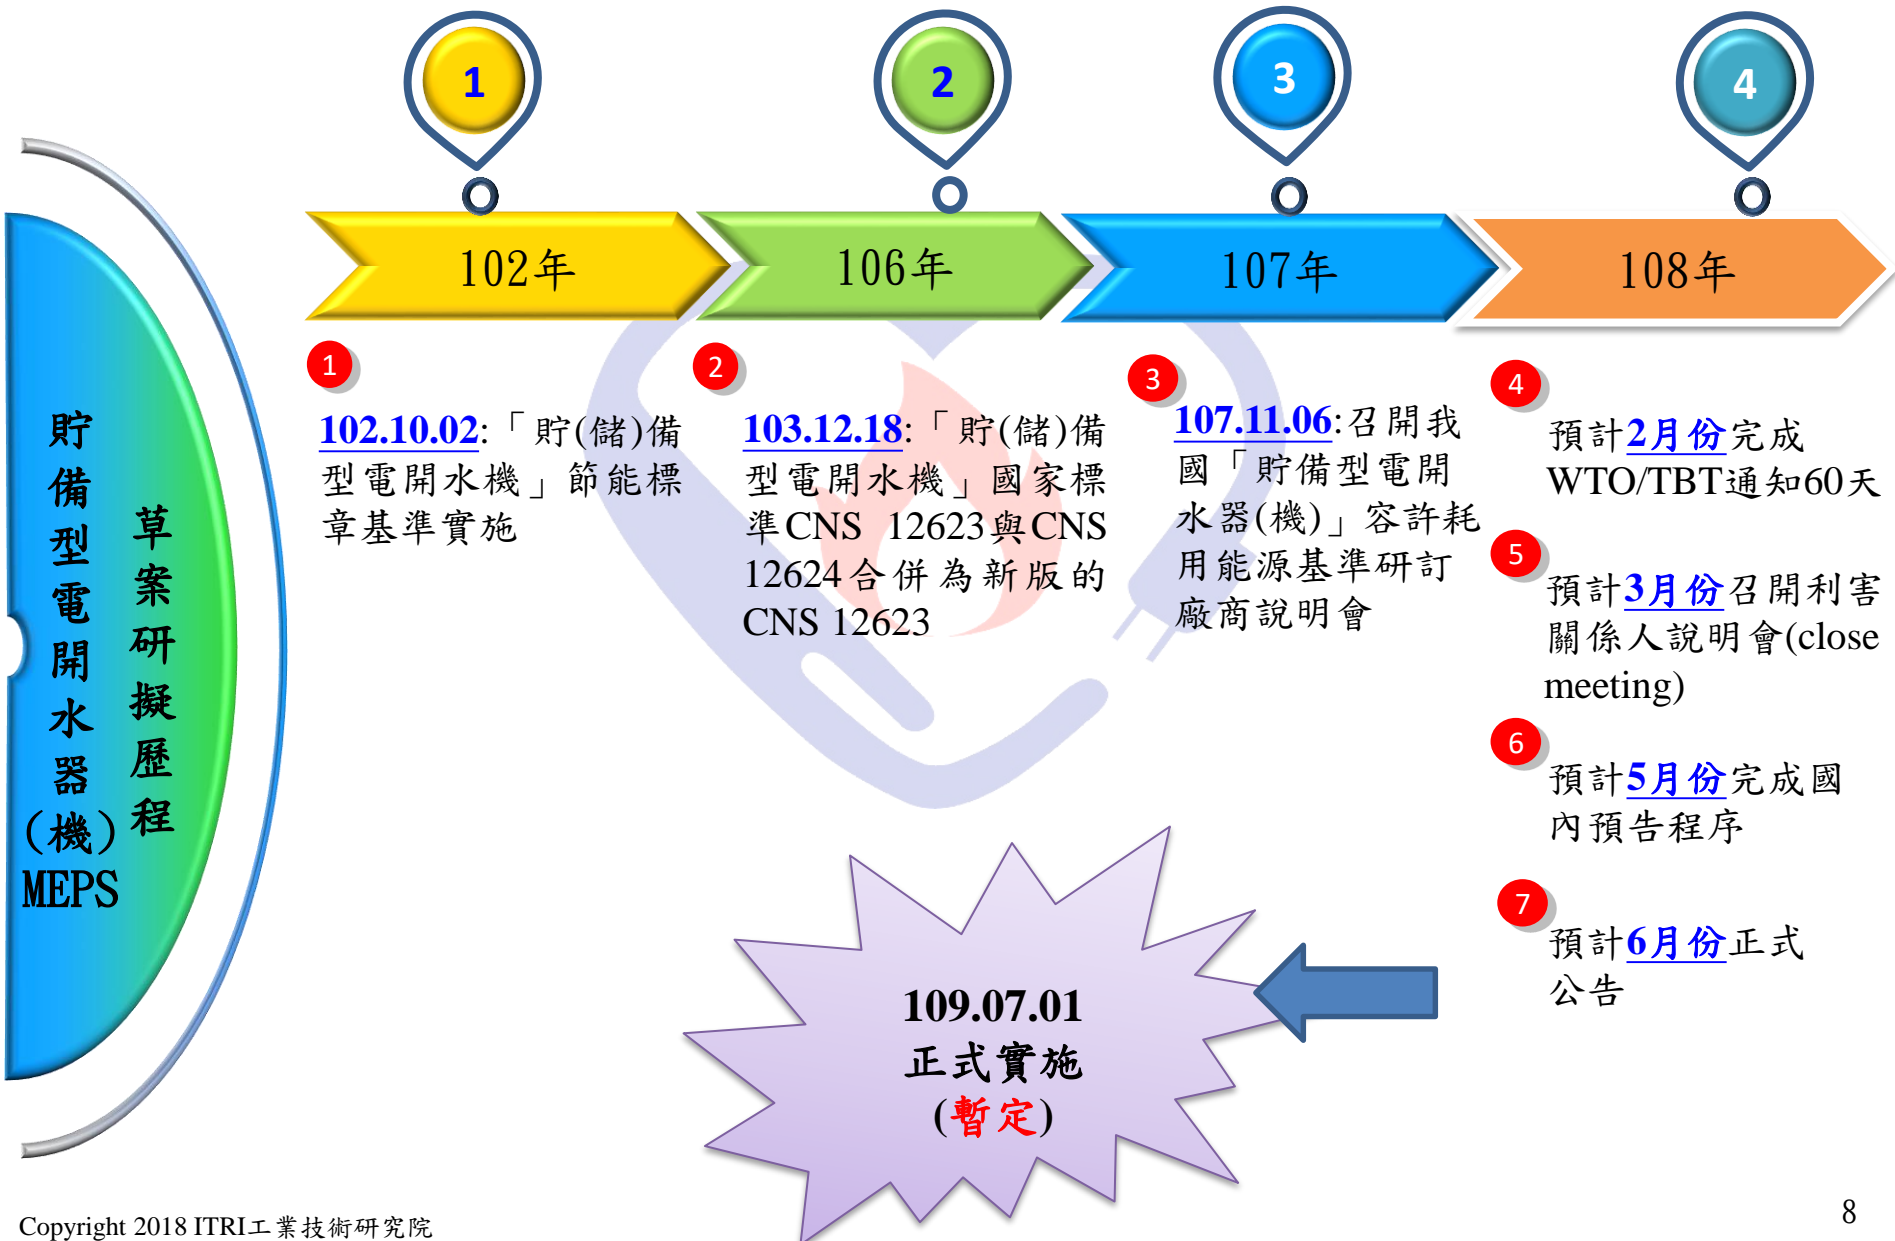 1
2
3
4
102年
106年
107年
108年
貯備型電開水器(機)MEPS
草案研擬歷程
1
102.10.02:「貯(儲)備
型電開水機」節能標
章基準實施
2
103.12.18:「貯(儲)備
型電開水機」國家標
準CNS 12623與CNS
12624合併為新版的
CNS 12623
3
107.11.06:召開我
國「貯備型電開
水器(機)」容許耗
用能源基準研訂
廠商說明會
4
預計2月份完成
WTO/TBT通知60天
5
預計3月份召開利害
關係人說明會(close
meeting)
6
預計5月份完成國
內預告程序
7
預計6月份正式
公告
109.07.01
正式實施
(暫定)
Copyright 2018 ITRI工業技術研究院
8